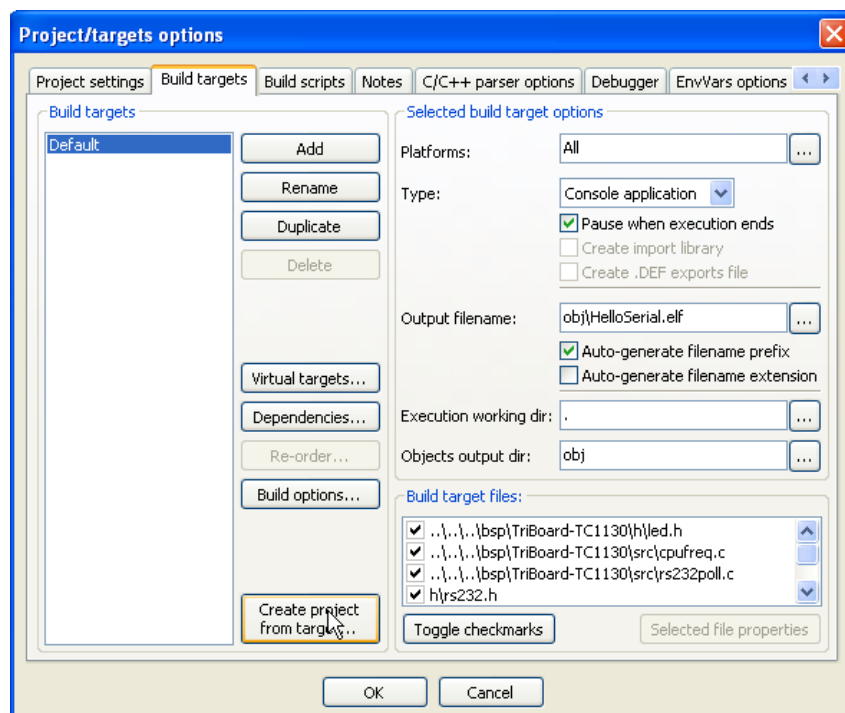 Project/targets options
Project settings Build targets Build scripts Notes C/C++ parser options Debugger EnvVars options
Build targets
Default
Add
Rename
Duplicate
Delete
Virtual targets...
Dependencies...
Re-order...
Build options...
Create project
from target...
Selected build target options
Platforms: All ...
Type: Console application
Pause when execution ends
Create import library
Create .DEF exports file
Output filename: obj\HelloSerial.elf ...
Auto-generate filename prefix
Auto-generate filename extension
Execution working dir: . ...
Objects output dir: obj ...
Build target files:
..\..\..\bsp\TriBoard-TC1130\h\led.h
..\..\..\bsp\TriBoard-TC1130\src\cpufreq.c
..\..\..\bsp\TriBoard-TC1130\src\rs232poll.c
h\rs232.h
Toggle checkmarks Selected file properties
OK Cancel